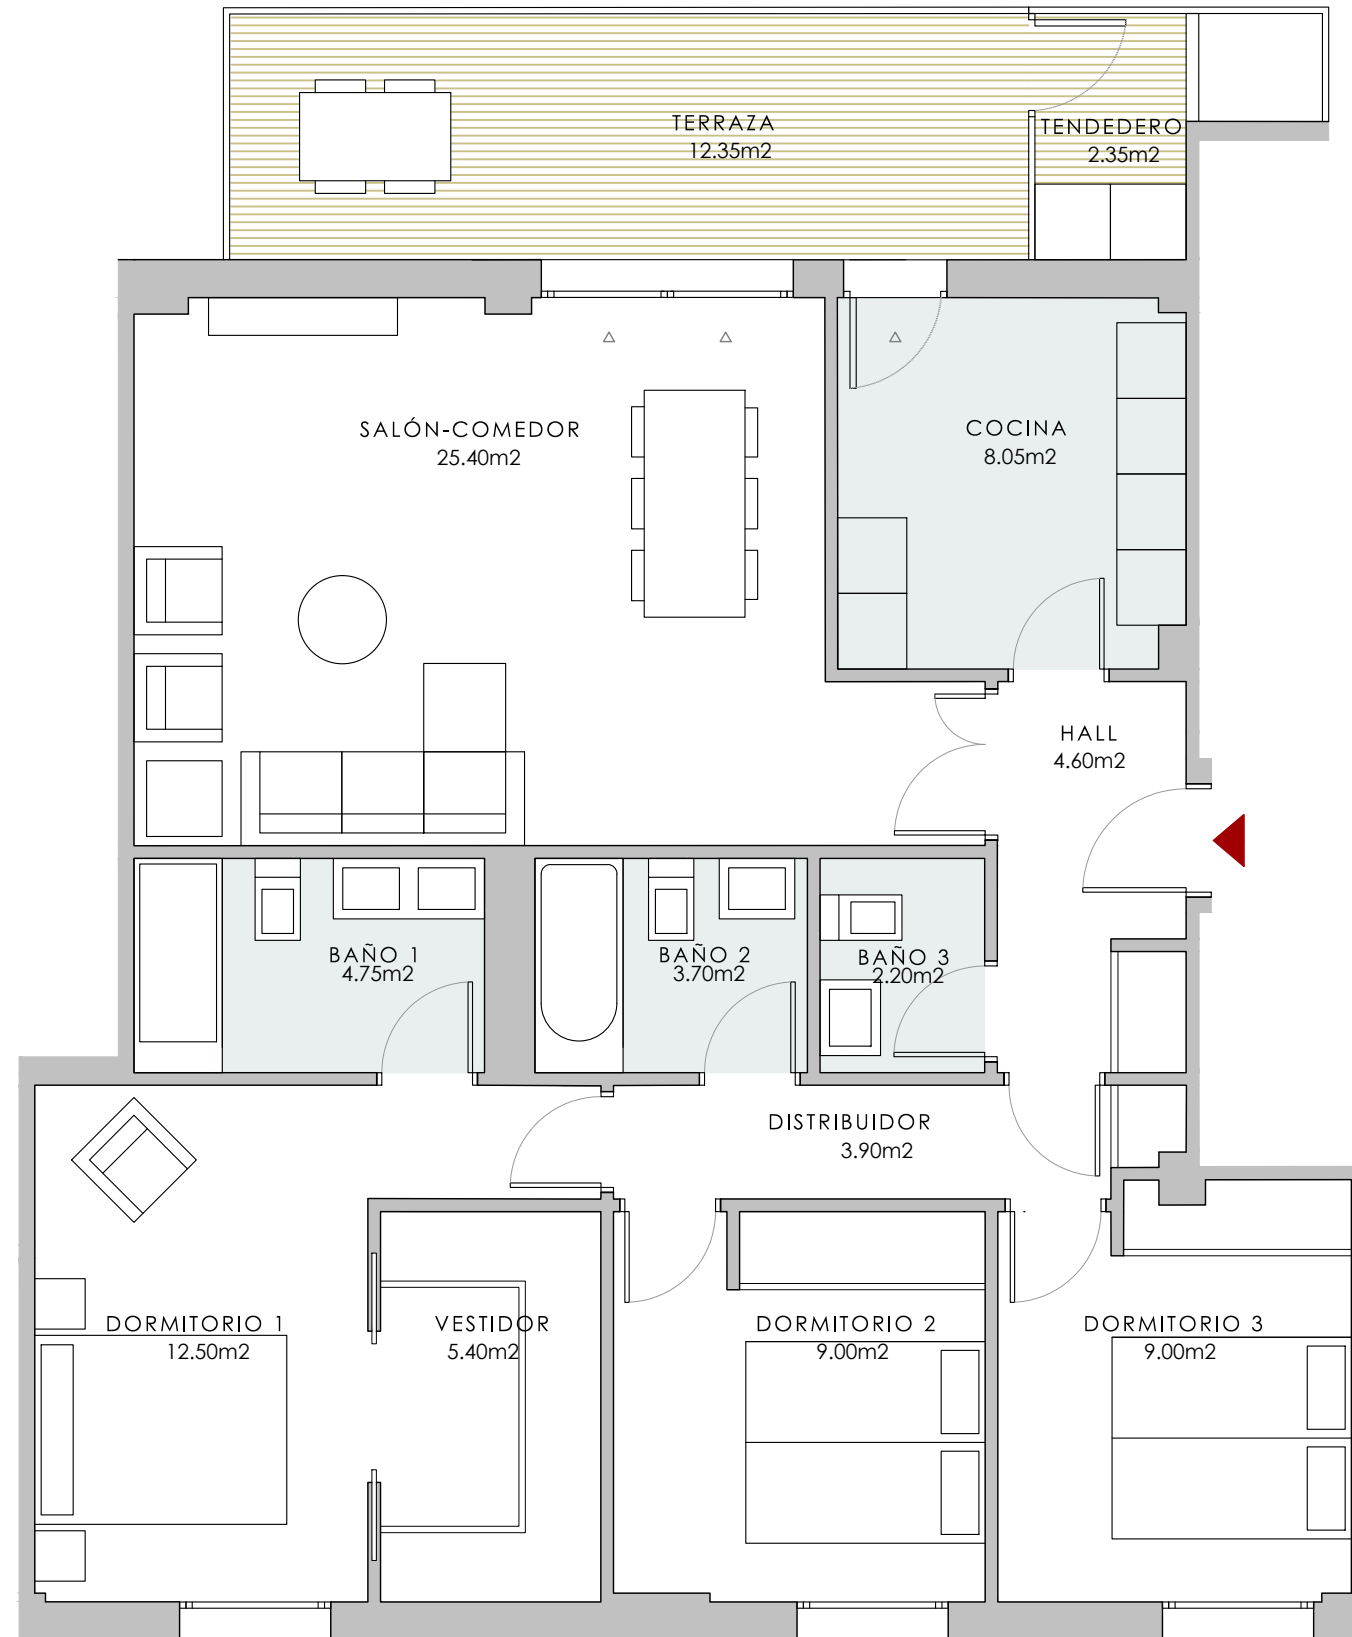 TERRAZA
12.35m2
TENDEDERO
2.35m2
SALÓN-COMEDOR
25.40m2
COCINA
8.05m2
HALL
4.60m2
BAÑO 1
4.75m2
BAÑO 2
3.70m2
BAÑO 3
2.20m2
DISTRIBUIDOR
3.90m2
DORMITORIO 1
12.50m2
VESTIDOR
5.40m2
DORMITORIO 2
9.00m2
DORMITORIO 3
9.00m2